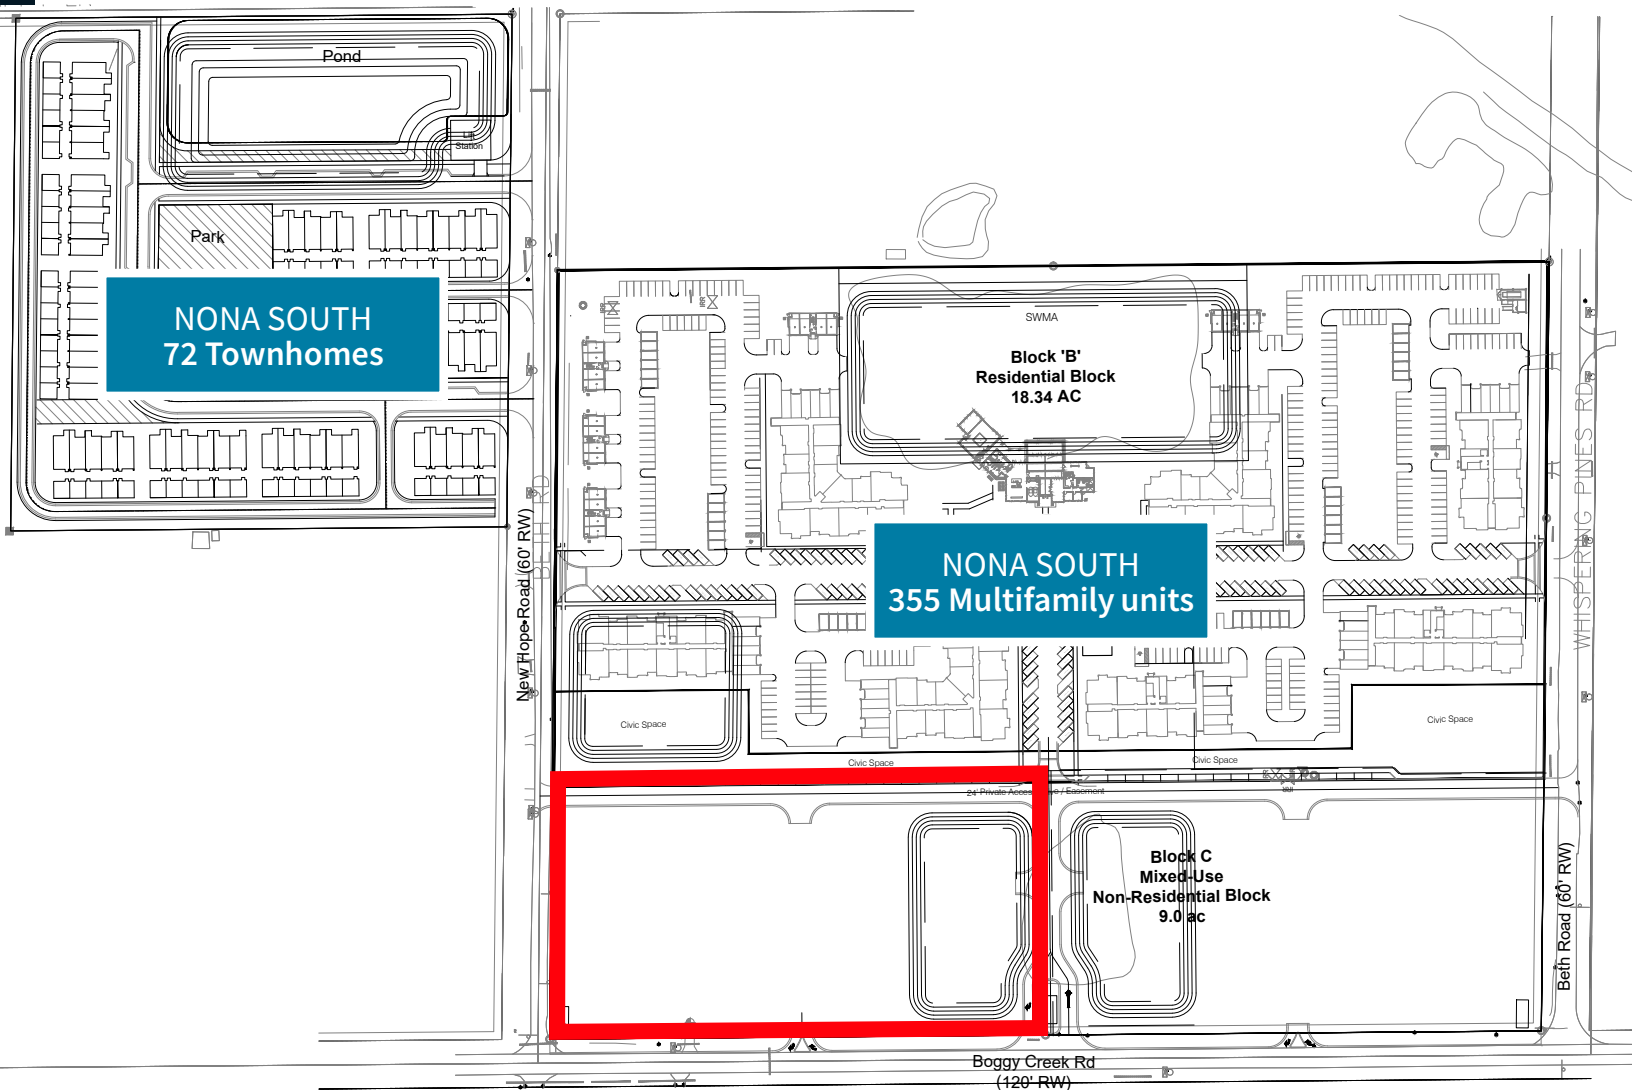 Pond
Lift
Station
Park
NONA SOUTH
72 Townhomes
IRR
IRR
SWMA
Block 'B'
Residential Block
18.34 AC
NONA SOUTH
355 Multifamily units
New Hope Road (60' RW)
WHISPERING PINES RD
Civic Space
Civic Space
Civic Space
Civic Space
24' Private Access
/ Easement
Block C
Mixed-Use
Non-Residential Block
9.0 ac
Beth Road (60' RW)
Boggy Creek Rd
(120' RW)